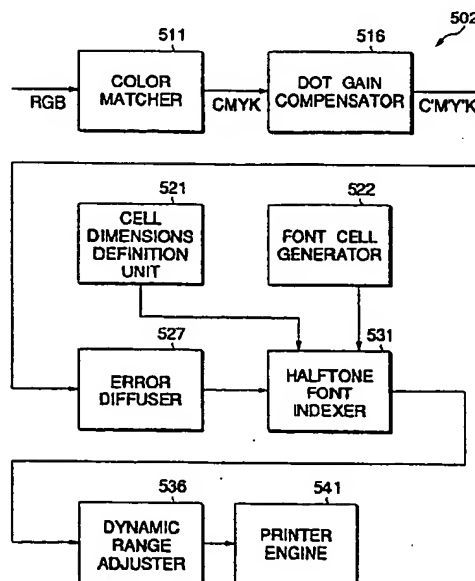 502
511
516
COLOR
MATCHER
DOT GAIN
COMPENSATOR
RGB
CMYK
C'M'Y'K
521
522
CELL
DIMENSIONS
DEFINITION
UNIT
FONT CELL
GENERATOR
527
531
ERROR
DIFFUSER
HALFTONE
FONT
INDEXER
536
541
DYNAMIC
RANGE
ADJUSTER
PRINTER
ENGINE